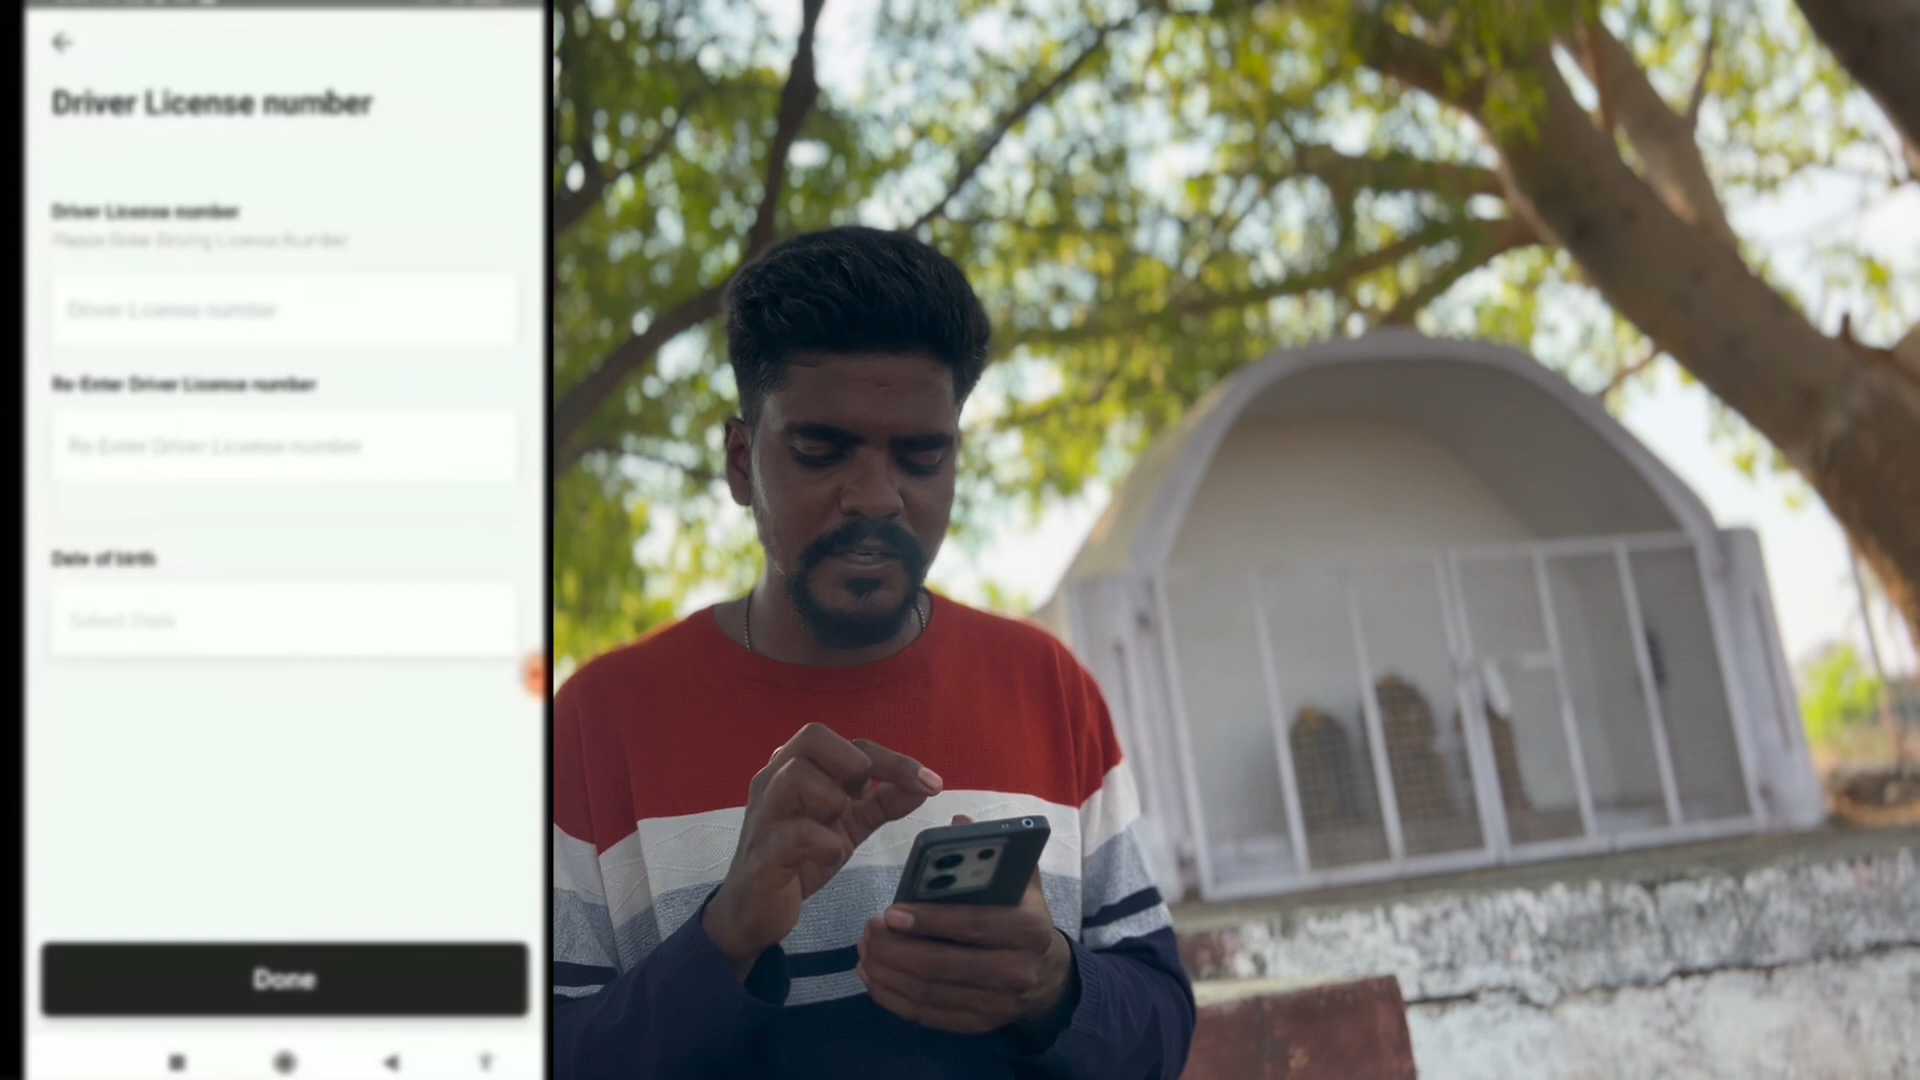 Driver License number
Driver License number
Please Enter Driving License Number
Driver License number
Re-Enter Driver License number
Re-Enter Driver License number
Date of birth
Select Date
Done